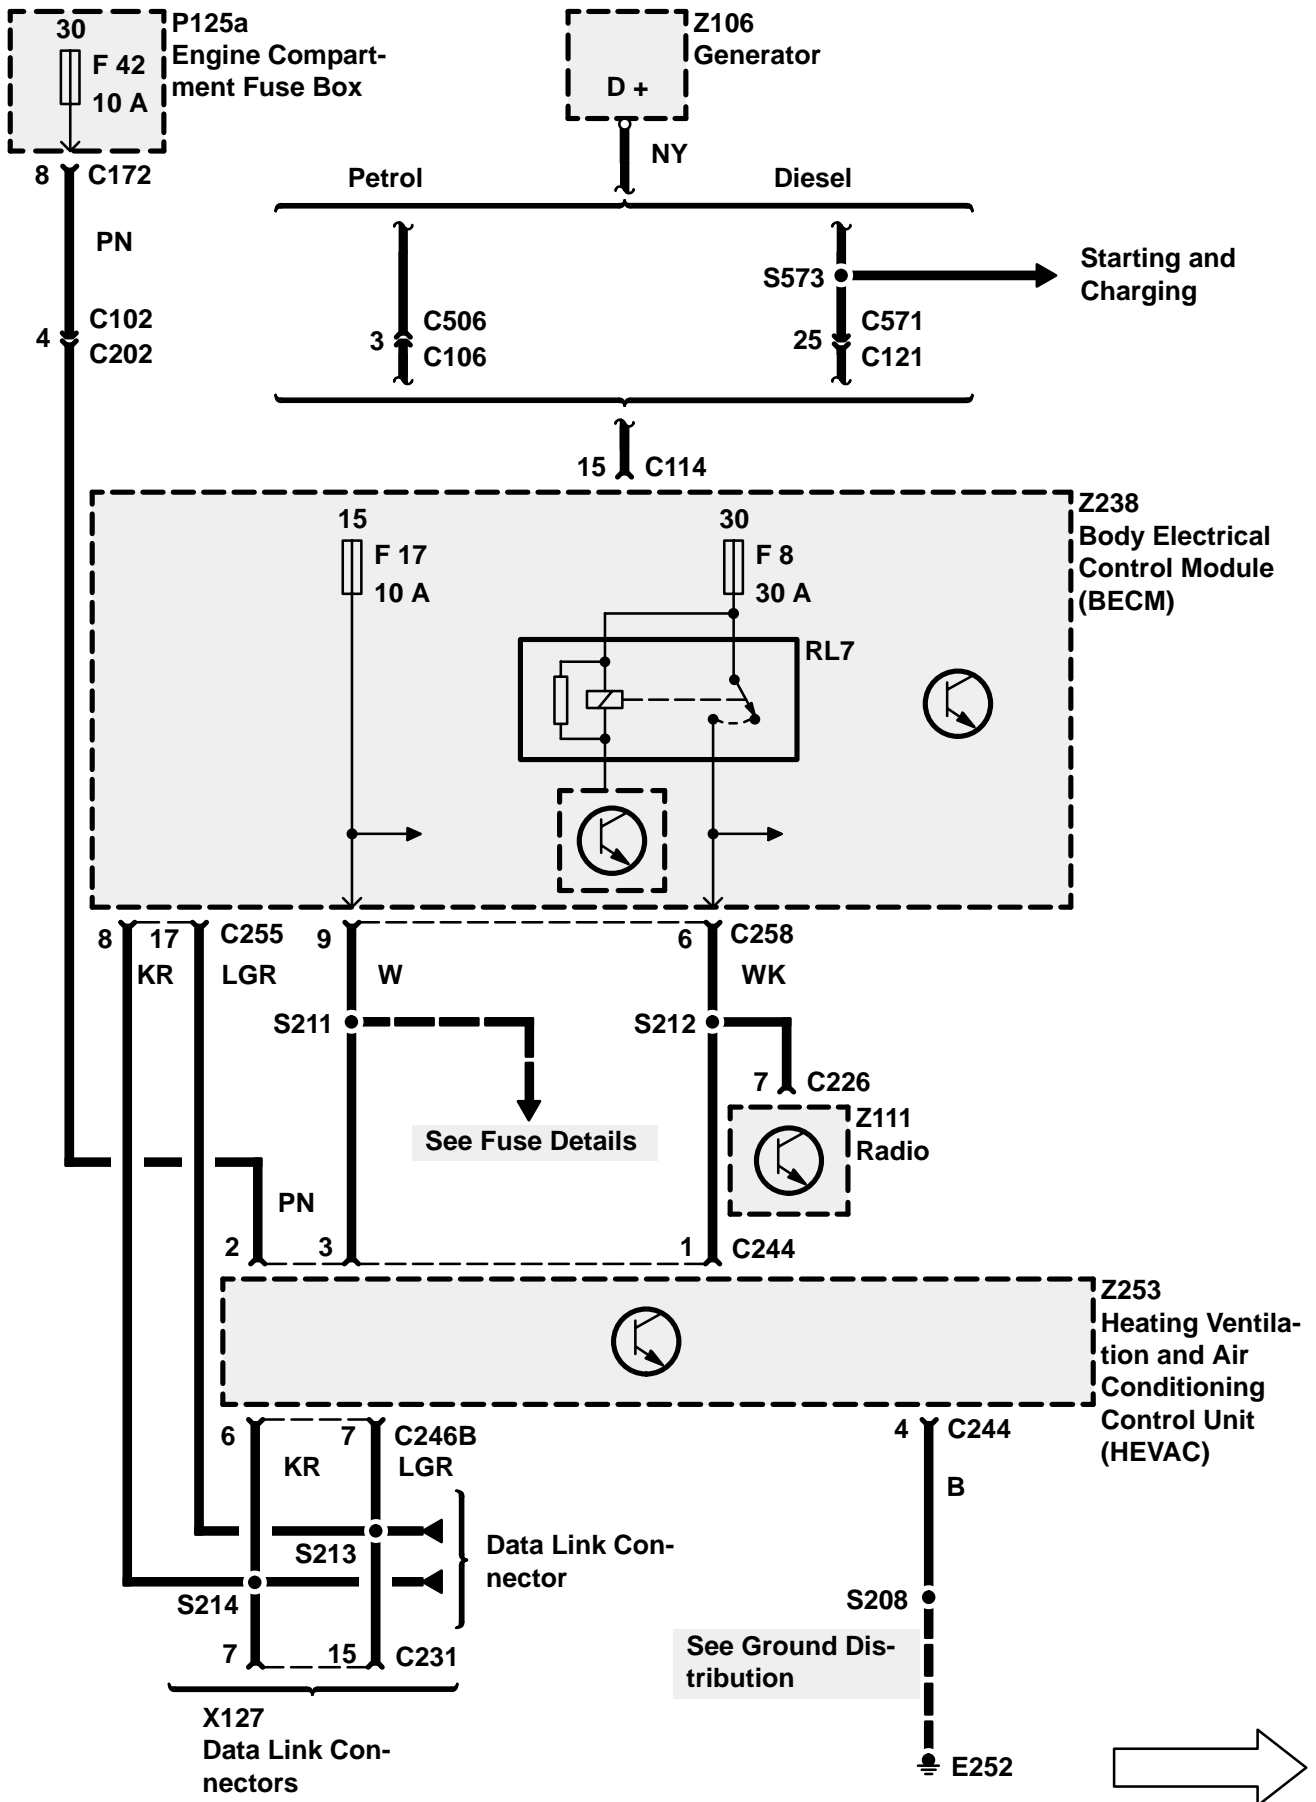 30
F 42
10 A
P125a
Engine Compart-
ment Fuse Box
Z106
Generator
D +
NY
8
C172
Petrol
Diesel
PN
S573
Starting and
Charging
4
C102
C202
3
C506
C106
25
C571
C121
15
C114
Z238
Body Electrical
Control Module
(BECM)
15
F 17
10 A
30
F 8
30 A
RL7
8
17
C255
9
6
C258
KR
LGR
W
WK
S211
S212
7
C226
See Fuse Details
Z111
Radio
PN
2
3
1
C244
Z253
Heating Ventila-
tion and Air
Conditioning
Control Unit
(HEVAC)
6
7
C246B
4
C244
KR
LGR
B
S213
Data Link Con-
nector
S214
S208
7
15
C231
See Ground Dis-
tribution
X127
Data Link Con-
nectors
E252